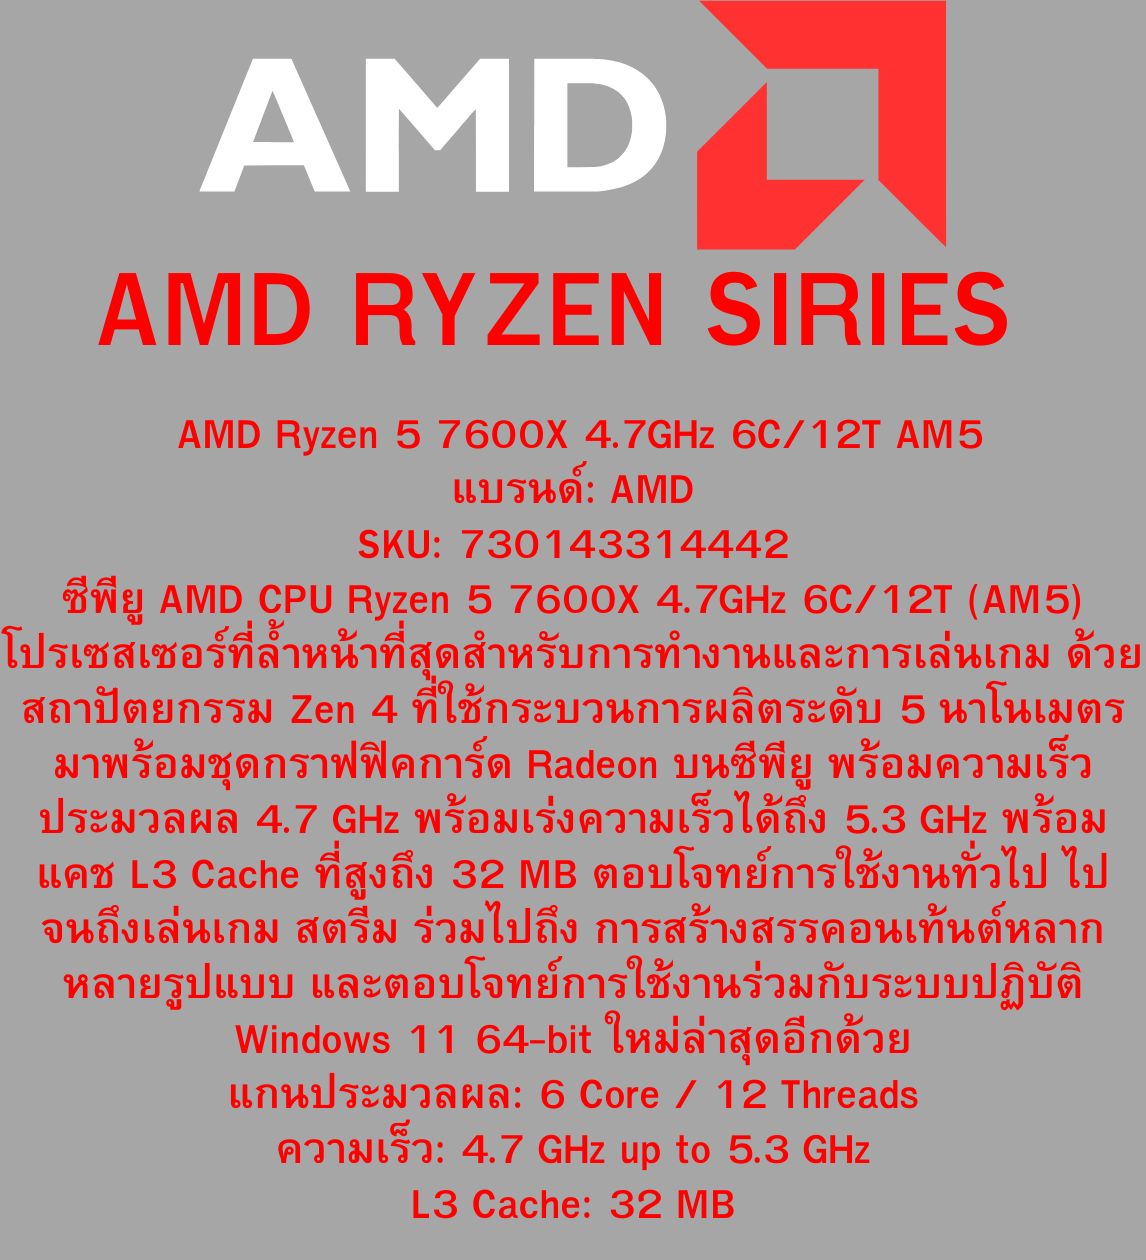 AMD
AMD RYZEN SIRIES
AMD Ryzen 5 7600X 4.7GHz 6C/12T AM5
แบรนด์: AMD
SKU: 730143314442
ซีพียู AMD CPU Ryzen 5 7600X 4.7GHz 6C/12T (AM5)
โปรเซสเซอร์ที่ล้ำหน้าที่สุดสำหรับการทำงานและการเล่นเกม ด้วย
สถาปัตยกรรม Zen 4 ที่ใช้กระบวนการผลิตระดับ 5 นาโนเมตร
มาพร้อมชุดกราฟฟิคการ์ด Radeon บนซีพียู พร้อมความเร็ว
ประมวลผล 4.7 GHz พร้อมเร่งความเร็วได้ถึง 5.3 GHz พร้อม
แคช L3 Cache ที่สูงถึง 32 MB ตอบโจทย์การใช้งานทั่วไป ไป
จนถึงเล่นเกม สตรีม ร่วมไปถึง การสร้างสรรคอนเท้นต์หลาก
หลายรูปแบบ และตอบโจทย์การใช้งานร่วมกับระบบปฏิบัติ
Windows 11 64-bit ใหม่ล่าสุดอีกด้วย
แกนประมวลผล: 6 Core / 12 Threads
ความเร็ว: 4.7 GHz up to 5.3 GHz
L3 Cache: 32 MB